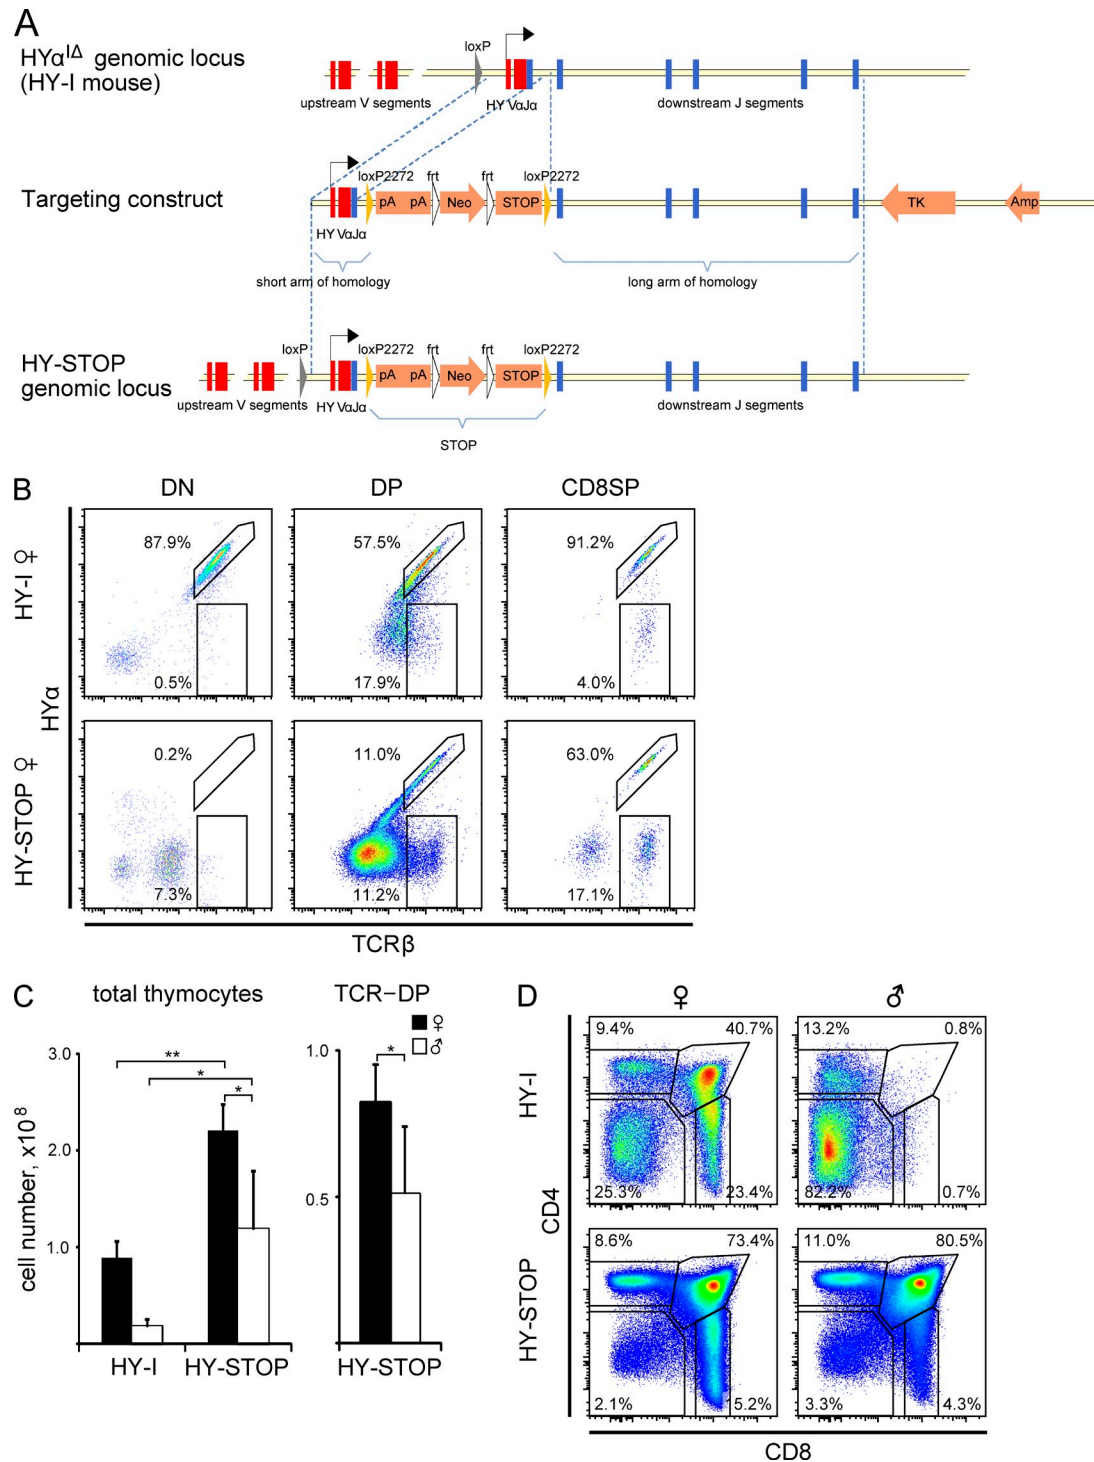 A
HYα^IΔ genomic locus
(HY-I mouse)
loxP
upstream V segments
HY VαJα
downstream J segments
Targeting construct
loxP2272 frt frt loxP2272
pA pA Neo STOP TK Amp
HY VαJα
short arm of homology
long arm of homology
HY-STOP
genomic locus
loxP loxP2272 frt frt loxP2272
pA pA Neo STOP
upstream V segments HY VαJα
downstream J segments
STOP
B
DN DP CD8SP
HY-I ♀
87.9% 57.5% 91.2%
0.5% 17.9% 4.0%
HYα
HY-STOP ♀
0.2% 11.0% 63.0%
7.3% 11.2% 17.1%
TCRβ
C
total thymocytes TCR–DP
♀
♂
cell number, x10^8
3.0
2.0
1.0
** * *
HY-I HY-STOP
1.0
0.5
*
HY-STOP
D
♀ ♂
HY-I
9.4% 40.7% 13.2% 0.8%
25.3% 23.4% 82.2% 0.7%
CD4
HY-STOP
8.6% 73.4% 11.0% 80.5%
2.1% 15.2% 3.3% 4.3%
CD8